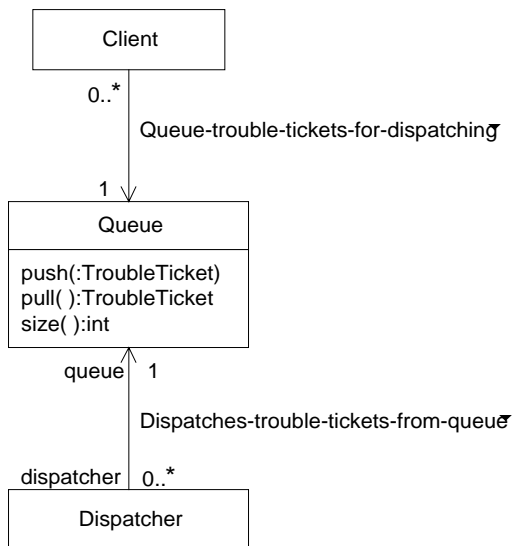 Client
0..*
Queue-trouble-tickets-for-dispatching
1
Queue
push(:TroubleTicket)
pull( ):TroubleTicket
size( ):int
queue 1
Dispatches-trouble-tickets-from-queue
dispatcher 0..*
Dispatcher